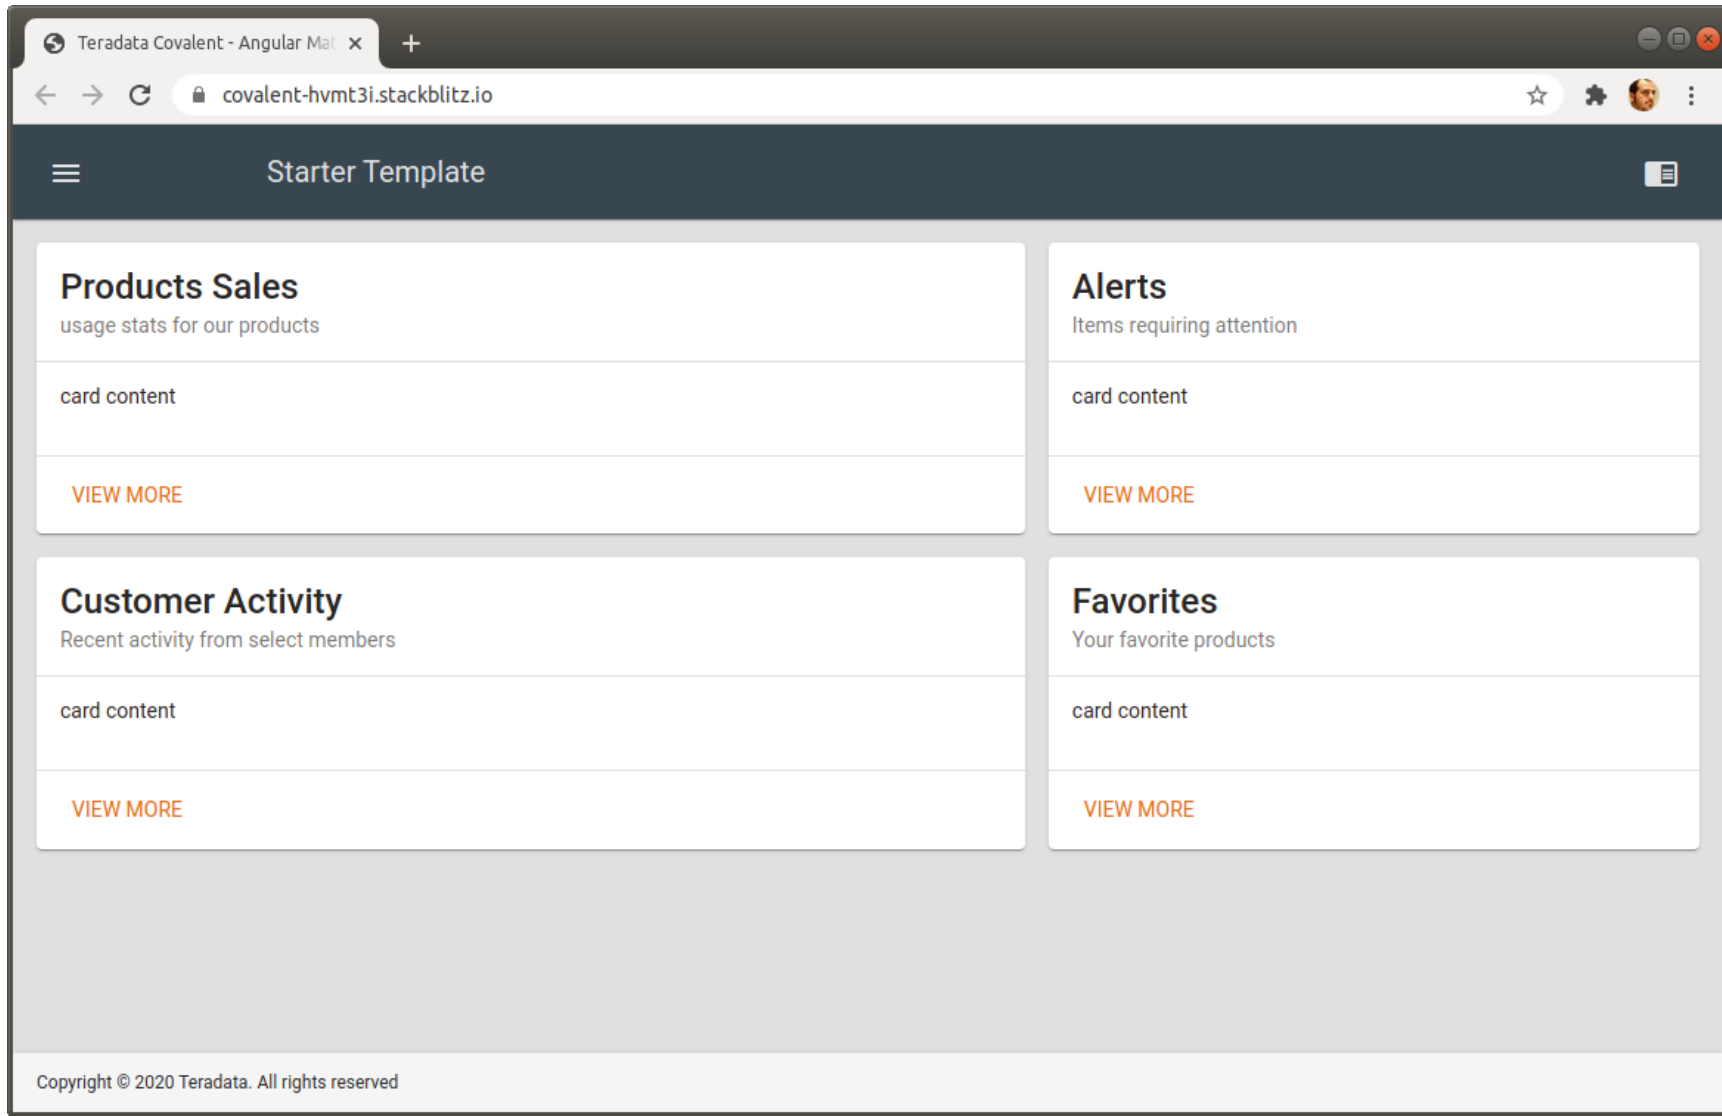 Teradata Covalent - Angular Mat
covalent-hvmt3i.stackblitz.io
Starter Template
Products Sales
usage stats for our products
card content
VIEW MORE
Alerts
Items requiring attention
card content
VIEW MORE
Customer Activity
Recent activity from select members
card content
VIEW MORE
Favorites
Your favorite products
card content
VIEW MORE
Copyright © 2020 Teradata. All rights reserved